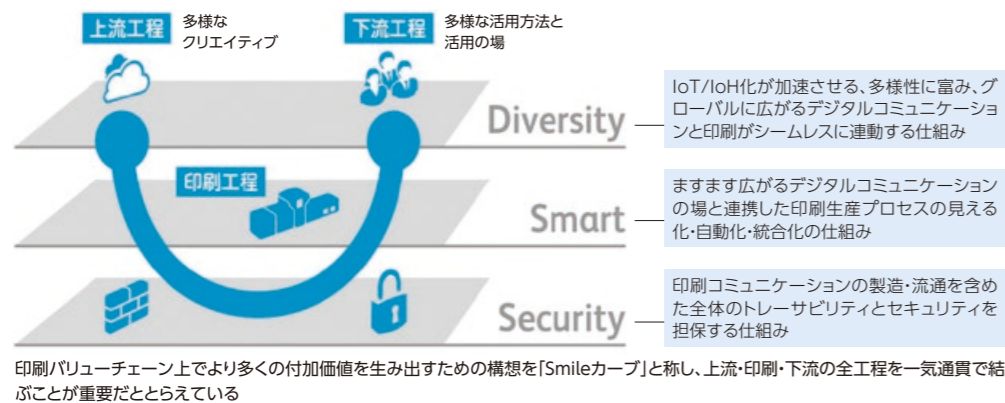 上流工程
多様な
クリエイティブ
下流工程
多様な活用方法と
活用の場
Diversity
IoT/IoH化が加速させる、多様性に富み、グ
ローバルに広がるデジタルコミュニケーショ
ンと印刷がシームレスに連動する仕組み
印刷工程
Smart
ますます広がるデジタルコミュニケーション
の場と連携した印刷生産プロセスの見える
化・自動化・統合化の仕組み
Security
印刷コミュニケーションの製造・流通を含め
た全体のトレーサビリティとセキュリティを
担保する仕組み
印刷バリューチェーン上でより多くの付加価値を生み出すための構想を「Smileカーブ」と称し、上流・印刷・下流の全工程を一気通貫で結
ぶことが重要だととらえている